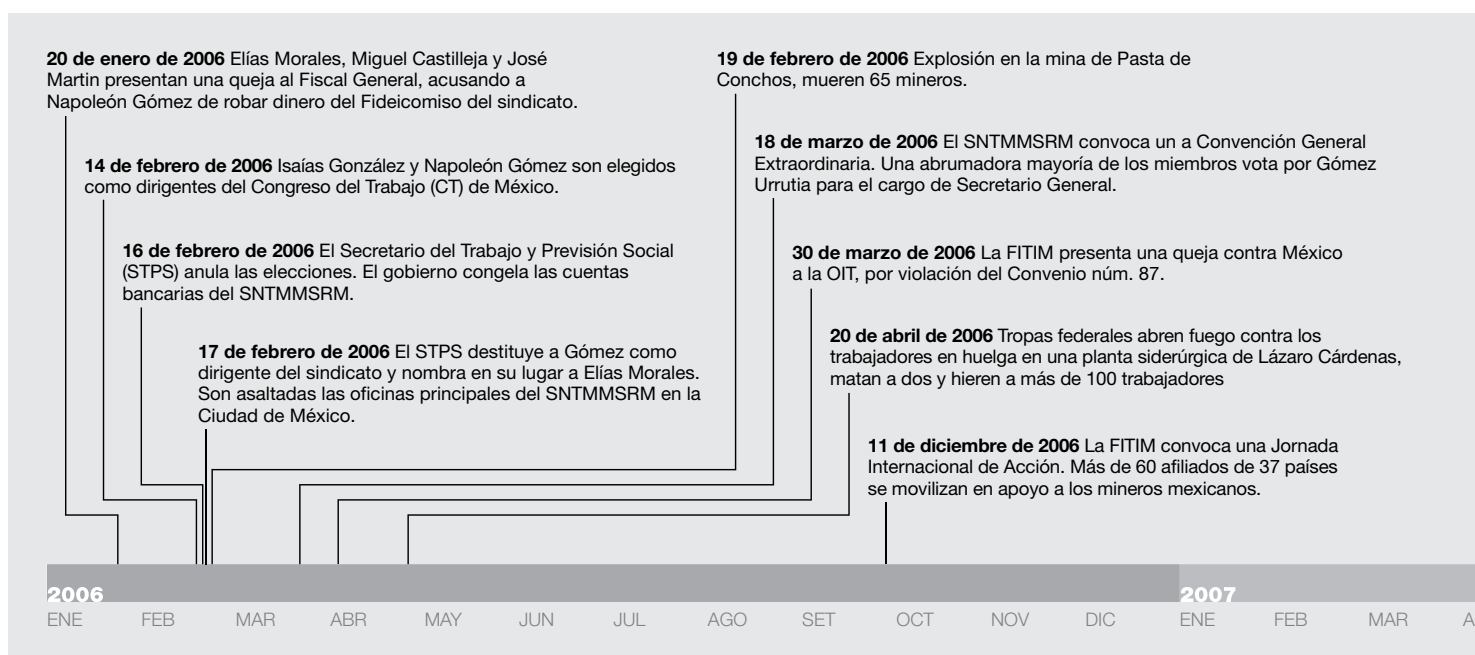 20 de enero de 2006 Elías Morales, Miguel Castilleja y José
Martin presentan una queja al Fiscal General, acusando a
Napoleón Gómez de robar dinero del Fideicomiso del sindicato.
14 de febrero de 2006 Isaías González y Napoleón Gómez son elegidos
como dirigentes del Congreso del Trabajo (CT) de México.
16 de febrero de 2006 El Secretario del Trabajo y Previsión Social
(STPS) anula las elecciones. El gobierno congela las cuentas
bancarias del SNTMMSRM.
17 de febrero de 2006 El STPS destituye a Gómez como
dirigente del sindicato y nombra en su lugar a Elías Morales.
Son asaltadas las oficinas principales del SNTMMSRM en la
Ciudad de México.
19 de febrero de 2006 Explosión en la mina de Pasta de
Conchos, mueren 65 mineros.
18 de marzo de 2006 El SNTMMSRM convoca un a Convención General
Extraordinaria. Una abrumadora mayoría de los miembros vota por Gómez
Urrutia para el cargo de Secretario General.
30 de marzo de 2006 La FITIM presenta una queja contra México
a la OIT, por violación del Convenio núm. 87.
20 de abril de 2006 Tropas federales abren fuego contra los
trabajadores en huelga en una planta siderúrgica de Lázaro Cárdenas,
matan a dos y hieren a más de 100 trabajadores
11 de diciembre de 2006 La FITIM convoca una Jornada
Internacional de Acción. Más de 60 afiliados de 37 países
se movilizan en apoyo a los mineros mexicanos.
2006 2007
ENE FEB MAR ABR MAY JUN JUL AGO SET OCT NOV DIC ENE FEB MAR A